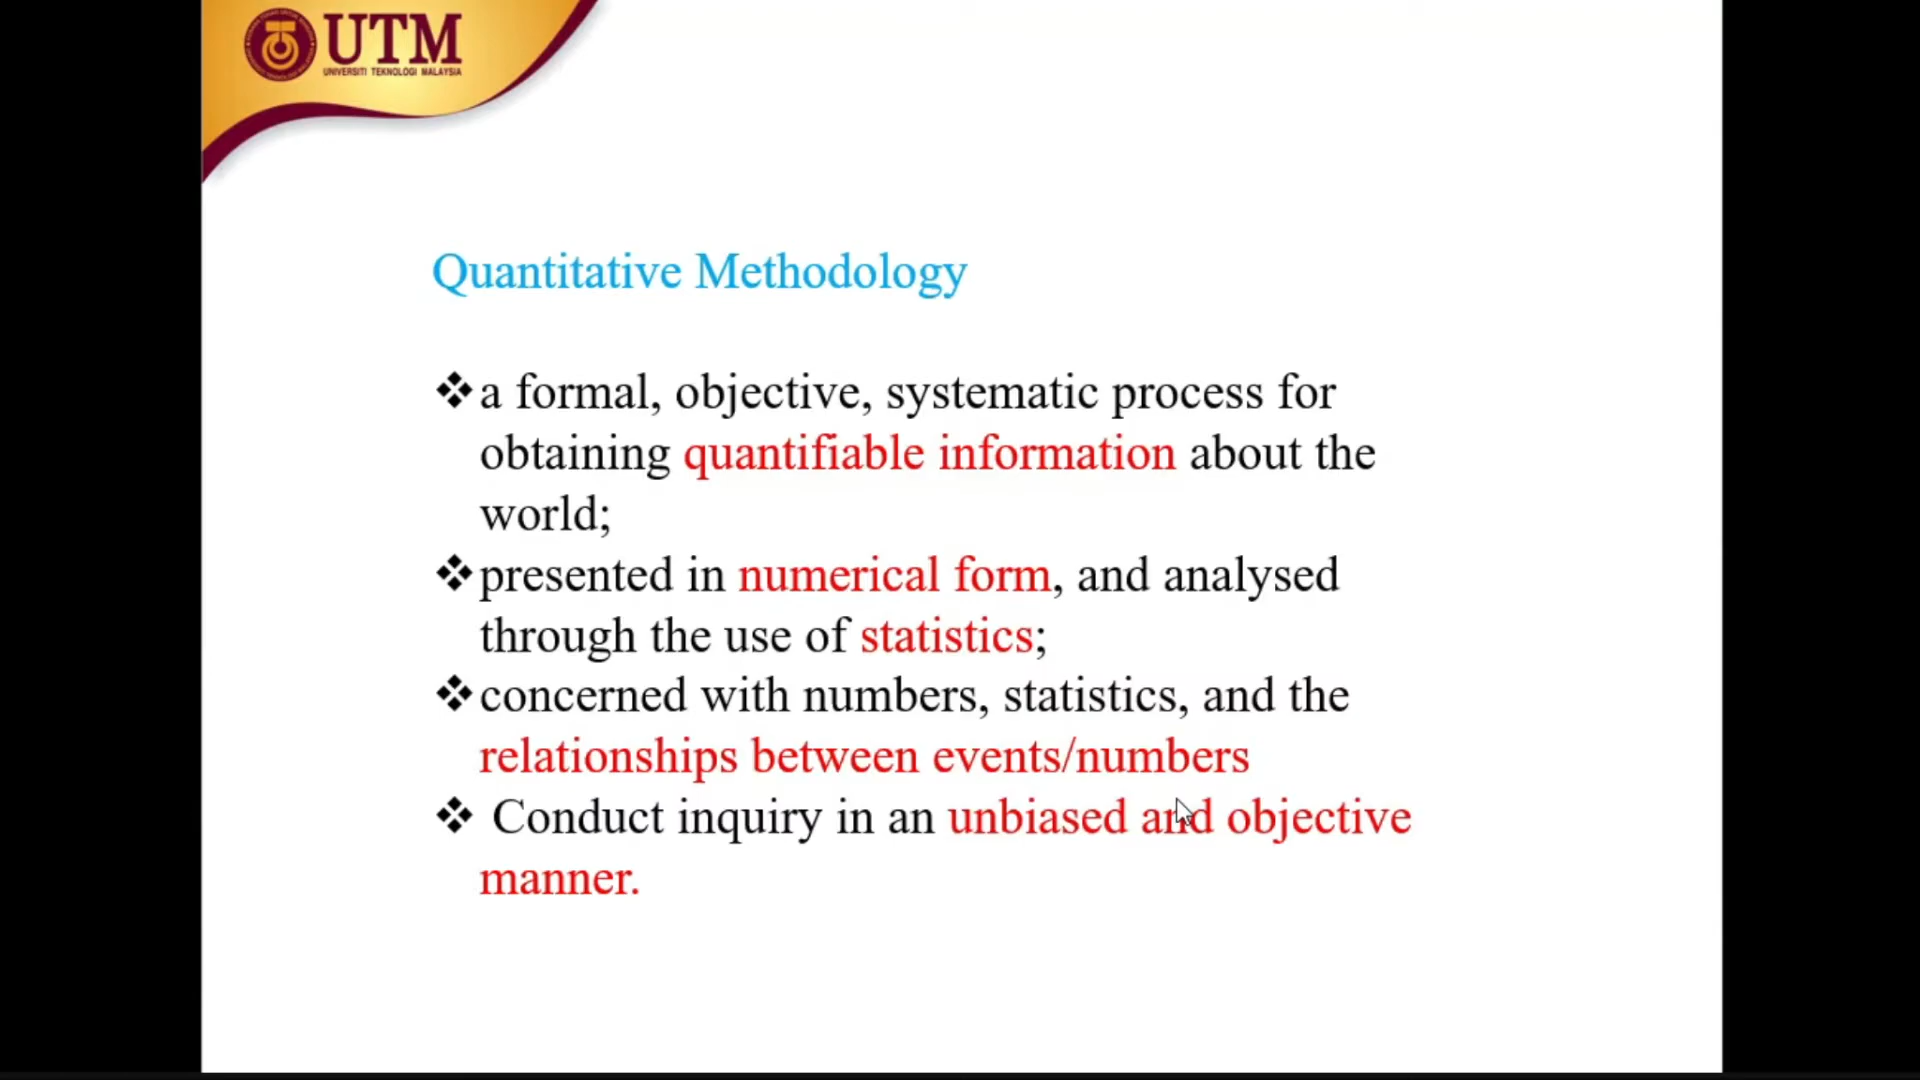 UTM
UNIVERSITI TEKNOLOGI MALAYSIA
Quantitative Methodology
❖a formal, objective, systematic process for
obtaining quantifiable information about the
world;
❖presented in numerical form, and analysed
through the use of statistics;
❖concerned with numbers, statistics, and the
relationships between events/numbers
❖ Conduct inquiry in an unbiased and objective
manner.